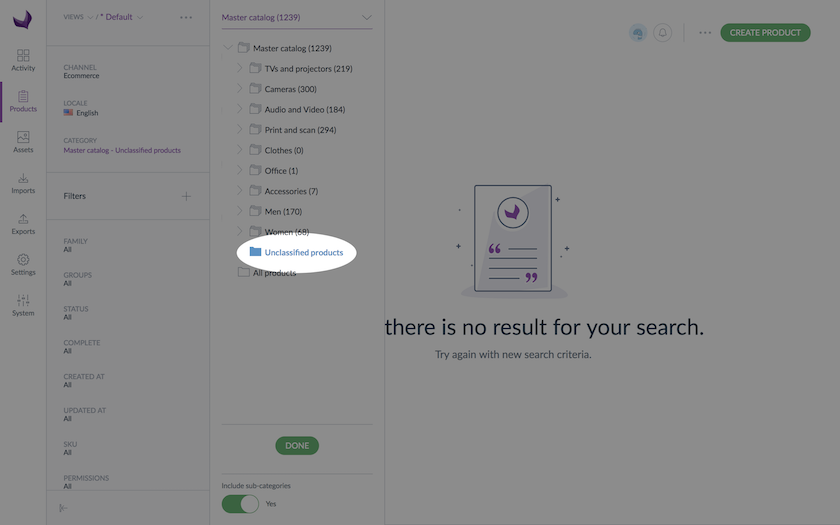 VIEWS / * Default
CHANNEL
Ecommerce
LOCALE
English
CATEGORY
Master catalog - Unclassified products
Filters
FAMILY
All
GROUPS
All
STATUS
All
COMPLETE
All
CREATED AT
All
UPDATED AT
All
SKU
All
PERMISSIONS
All
Activity
Products
Assets
Imports
Exports
Settings
System
Master catalog (1239)
Master catalog (1239)
TVs and projectors (219)
Cameras (300)
Audio and Video (184)
Print and scan (294)
Clothes (0)
Office (1)
Accessories (7)
Men (170)
Women (68)
Unclassified products
All products
DONE
Include sub-categories
Yes
CREATE PRODUCT
there is no result for your search.
Try again with new search criteria.